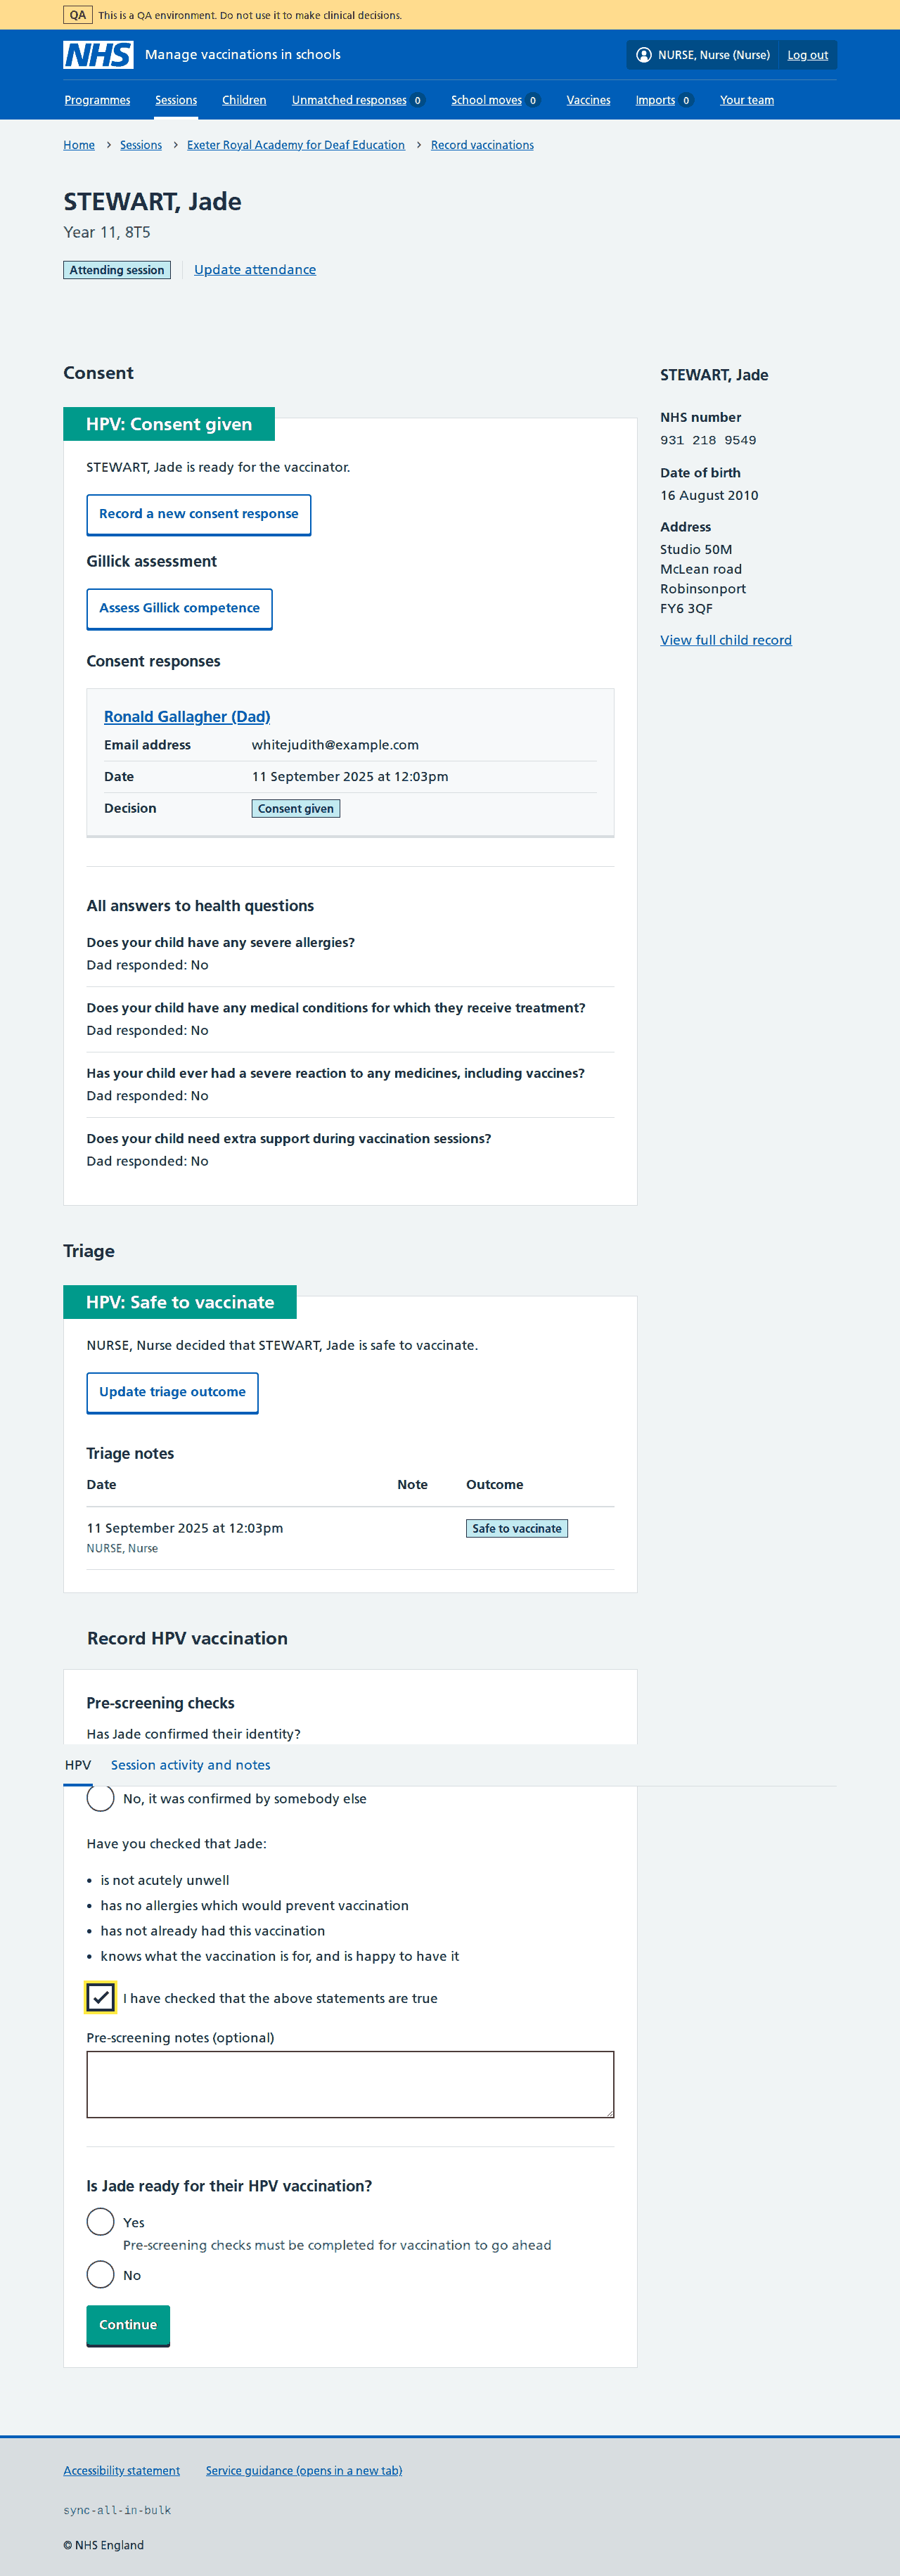 QA This is a QA environment. Do not use it to make clinical decisions.
NHS Manage vaccinations in schools NURSE, Nurse (Nurse) Log out
Programmes Sessions Children Unmatched responses 0 School moves 0 Vaccines Imports 0 Your team
Home › Sessions › Exeter Royal Academy for Deaf Education › Record vaccinations
STEWART, Jade
Year 11, 8T5
Attending session Update attendance
Consent
HPV: Consent given
STEWART, Jade is ready for the vaccinator.
Record a new consent response
Gillick assessment
Assess Gillick competence
Consent responses
Ronald Gallagher (Dad)
Email address whitejudith@example.com
Date 11 September 2025 at 12:03pm
Decision Consent given
All answers to health questions
Does your child have any severe allergies?
Dad responded: No
Does your child have any medical conditions for which they receive treatment?
Dad responded: No
Has your child ever had a severe reaction to any medicines, including vaccines?
Dad responded: No
Does your child need extra support during vaccination sessions?
Dad responded: No
STEWART, Jade
NHS number
931 218 9549
Date of birth
16 August 2010
Address
Studio 50M
McLean road
Robinsonport
FY6 3QF
View full child record
Triage
HPV: Safe to vaccinate
NURSE, Nurse decided that STEWART, Jade is safe to vaccinate.
Update triage outcome
Triage notes
Date Note Outcome
11 September 2025 at 12:03pm Safe to vaccinate
NURSE, Nurse
Record HPV vaccination
Pre-screening checks
Has Jade confirmed their identity?
HPV Session activity and notes
No, it was confirmed by somebody else
Have you checked that Jade:
• is not acutely unwell
• has no allergies which would prevent vaccination
• has not already had this vaccination
• knows what the vaccination is for, and is happy to have it
I have checked that the above statements are true
Pre-screening notes (optional)
Is Jade ready for their HPV vaccination?
Yes
Pre-screening checks must be completed for vaccination to go ahead
No
Continue
Accessibility statement Service guidance (opens in a new tab)
sync-all-in-bulk
© NHS England